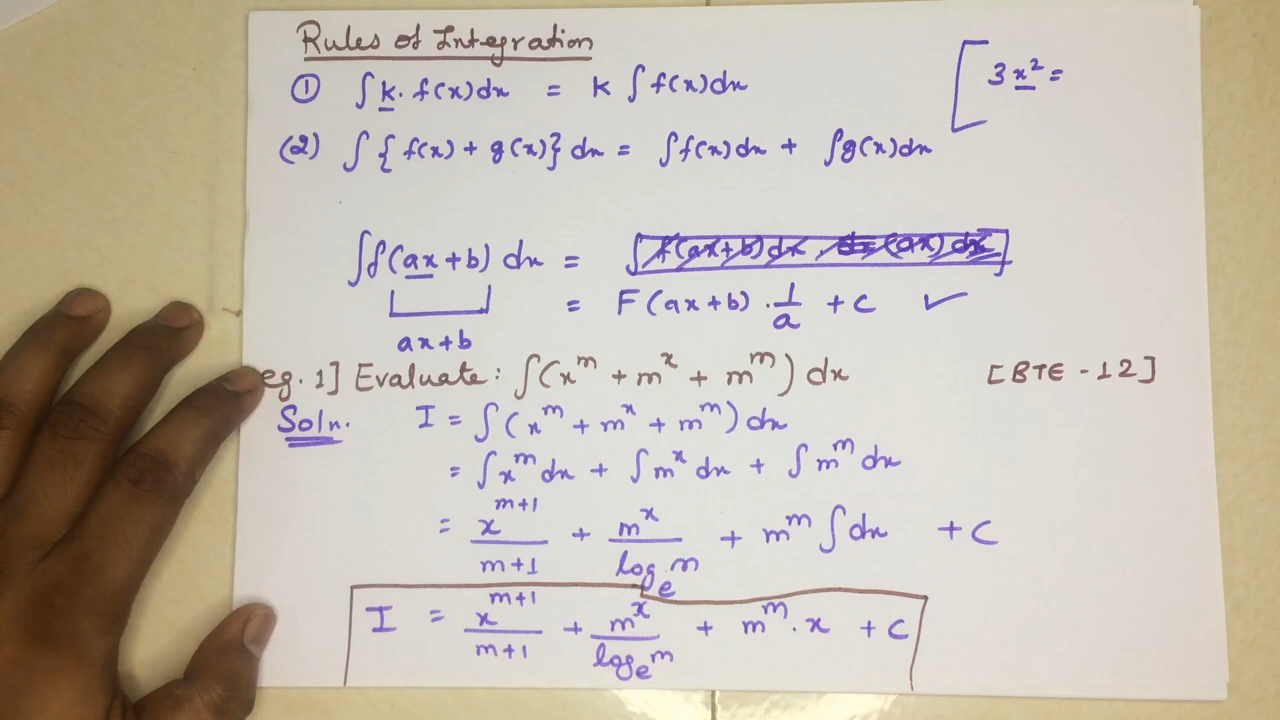 Rules of Integration
① ∫ k. f(x)dx = k ∫ f(x)dx
[ 3x² =
(2) ∫ { f(x) + g(x)} dx = ∫f(x)dx + ∫g(x)dx
∫f(ax+b) dx =
= F(ax+b) . 1/a + c ✓
ax+b
eg. 1] Evaluate: ∫(x^m + m^x + m^m) dx [BTE - 12]
Soln. I = ∫(x^m + m^x + m^m) dx
= ∫x^m dx + ∫m^x dx + ∫m^m dx
= x^(m+1)/(m+1) + m^x/log_e m + m^m ∫dx + c
I = x^(m+1)/(m+1) + m^x/log_e m + m^m . x + c